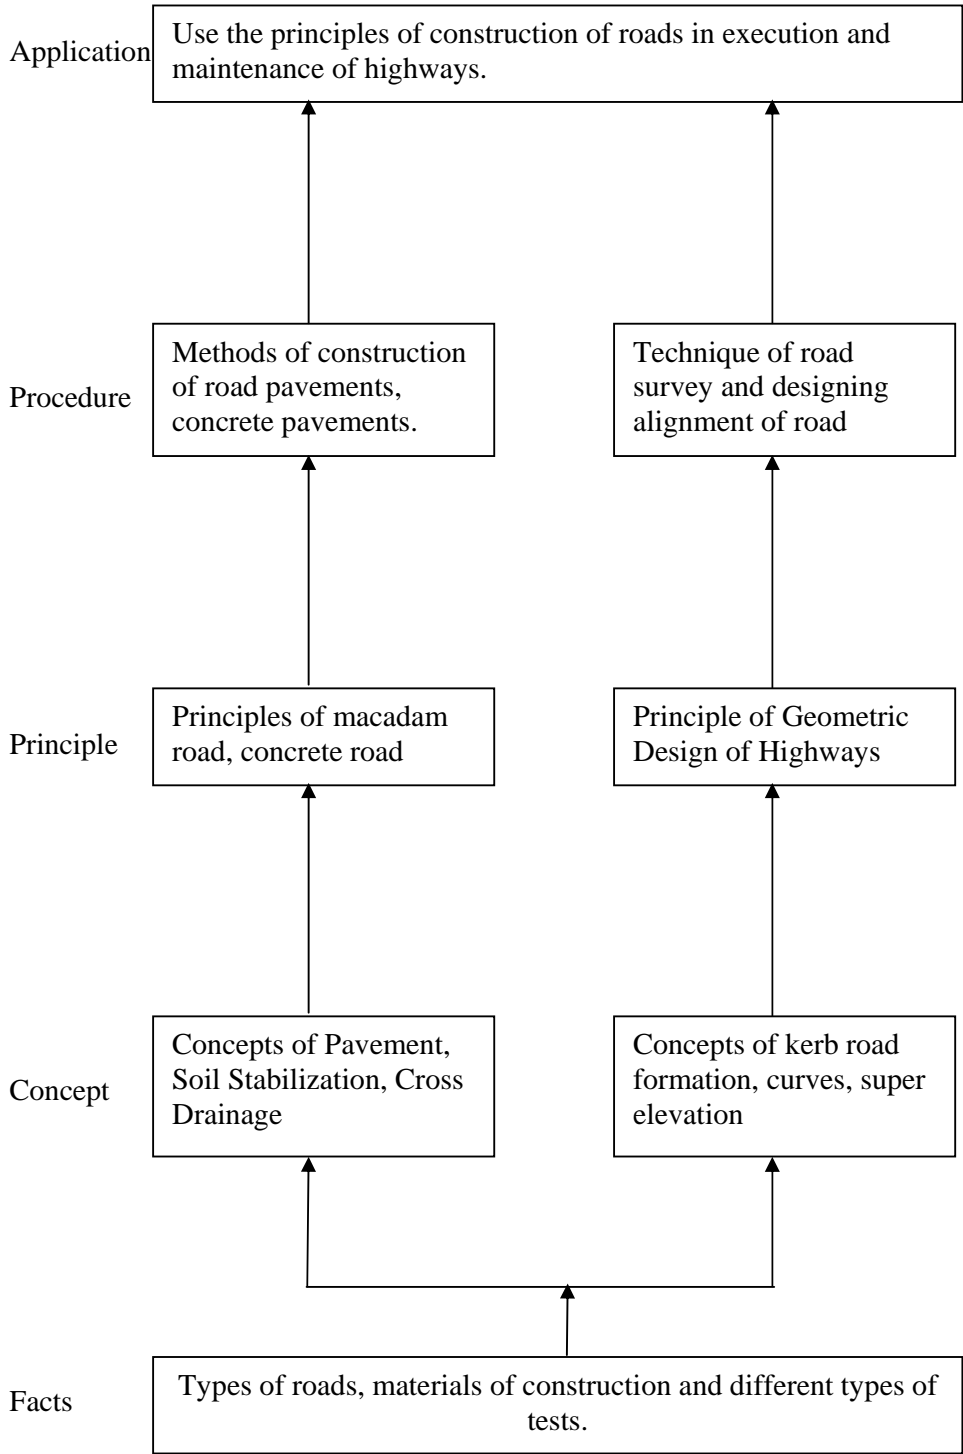 Application
Use the principles of construction of roads in execution and
maintenance of highways.
Procedure
Methods of construction
of road pavements,
concrete pavements.
Technique of road
survey and designing
alignment of road
Principle
Principles of macadam
road, concrete road
Principle of Geometric
Design of Highways
Concept
Concepts of Pavement,
Soil Stabilization, Cross
Drainage
Concepts of kerb road
formation, curves, super
elevation
Facts
Types of roads, materials of construction and different types of
tests.